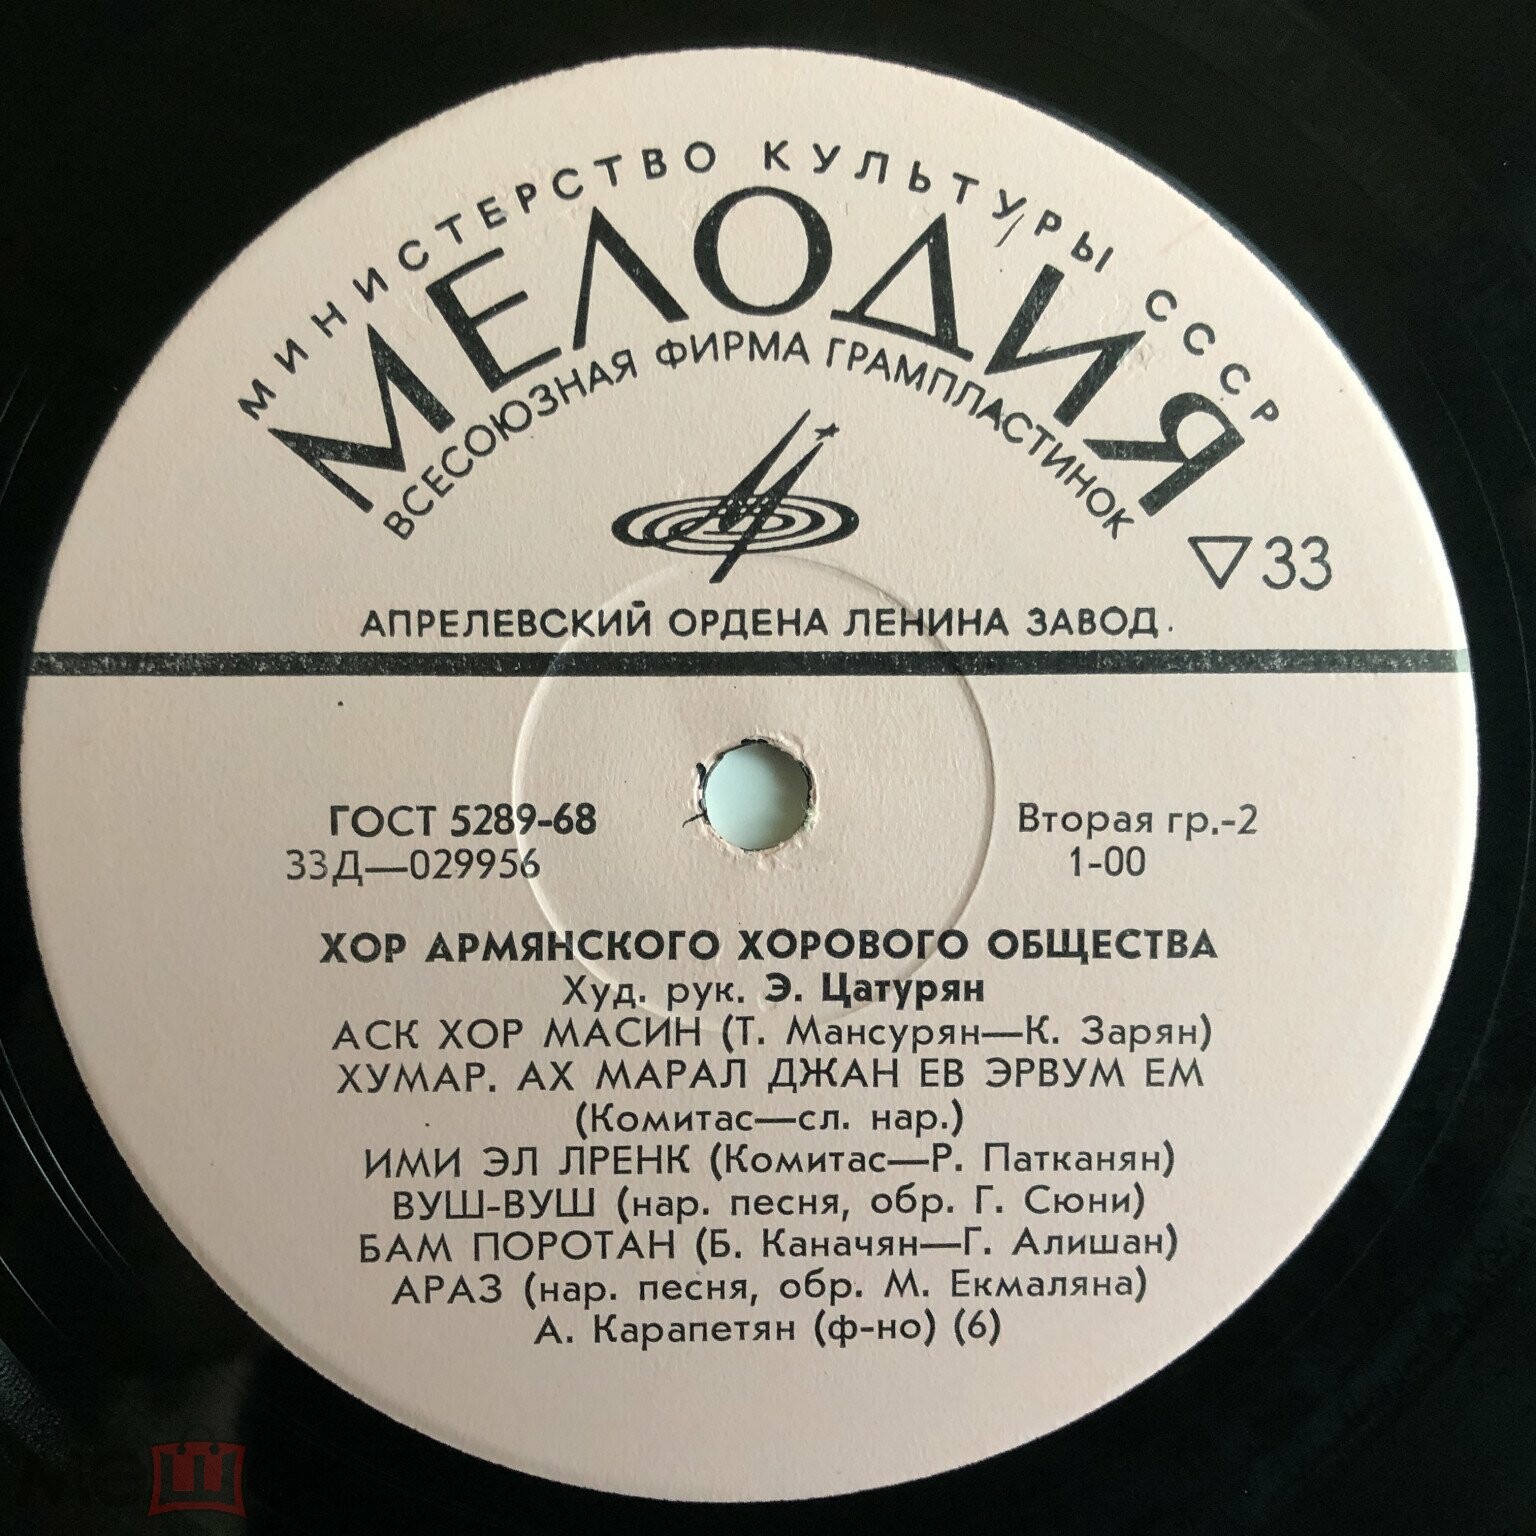 МИНИСТЕРСТВО КУЛЬТУРЫ СССР
МЕЛОДИЯ
ВСЕСОЮЗНАЯ ФИРМА ГРАМПЛАСТИНОК
▽33
АПРЕЛЕВСКИЙ ОРДЕНА ЛЕНИНА ЗАВОД.
ГОСТ 5289-68
Вторая гр.-2
33Д—029956
1-00
ХОР АРМЯНСКОГО ХОРОВОГО ОБЩЕСТВА
Худ. рук. Э. Цатурян
АСК ХОР МАСИН (Т. Мансурян—К. Зарян)
ХУМАР. АХ МАРАЛ ДЖАН ЕВ ЭРВУМ ЕМ
(Комитас—сл. нар.)
ИМИ ЭЛ ЛРЕНК (Комитас—Р. Патканян)
ВУШ-ВУШ (нар. песня, обр. Г. Сюни)
БАМ ПОРОТАН (Б. Каначян—Г. Алишан)
АРАЗ (нар. песня, обр. М. Екмаляна)
А. Карапетян (ф-но) (6)
мешок